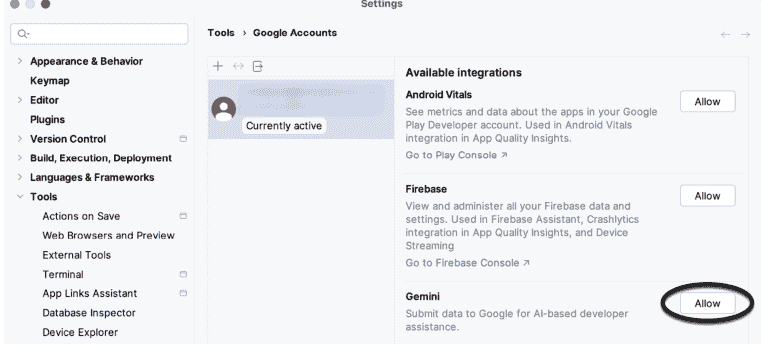 Settings
Tools › Google Accounts
Appearance & Behavior
Keymap
Editor
Plugins
Version Control
Build, Execution, Deployment
Languages & Frameworks
Tools
Actions on Save
Web Browsers and Preview
External Tools
Terminal
App Links Assistant
Database Inspector
Device Explorer
Currently active
Available integrations
Android Vitals
See metrics and data about the apps in your Google
Play Developer account. Used in Android Vitals
integration in App Quality Insights.
Go to Play Console ↗
Allow
Firebase
View and administer all your Firebase data and
settings. Used in Firebase Assistant, Crashlytics
integration in App Quality Insights, and Device
Streaming
Go to Firebase Console ↗
Allow
Gemini
Submit data to Google for AI-based developer
assistance.
Allow